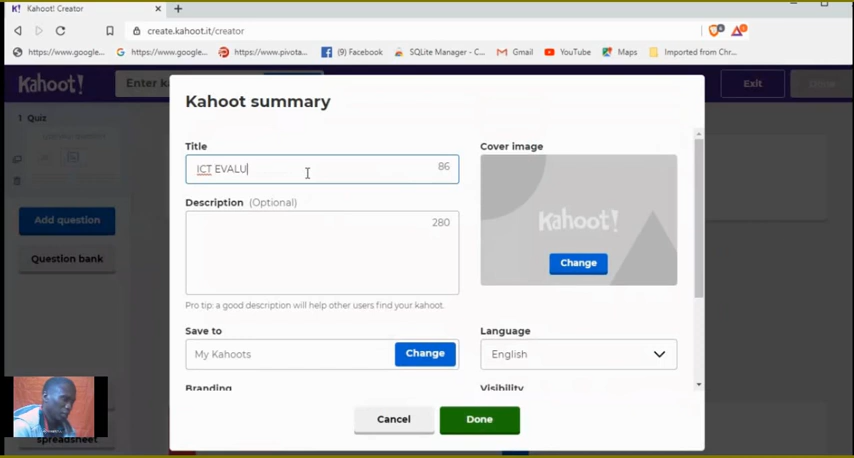 K! Kahoot! Creator
create.kahoot.it/creator
https://www.google... https://www.google... https://www.pivota... (9) Facebook SQLite Manager - C... Gmail YouTube Maps Imported from Chr...
Kahoot! Enter ka Exit Done
Kahoot summary
1 Quiz
Title
ICT EVALU 86
Description (Optional)
280
Pro tip: a good description will help other users find your kahoot.
Save to
My Kahoots Change
Branding
Cover image
Kahoot!
Change
Language
English
Visibility
Add question
Question bank
spreadsheet
Cancel Done